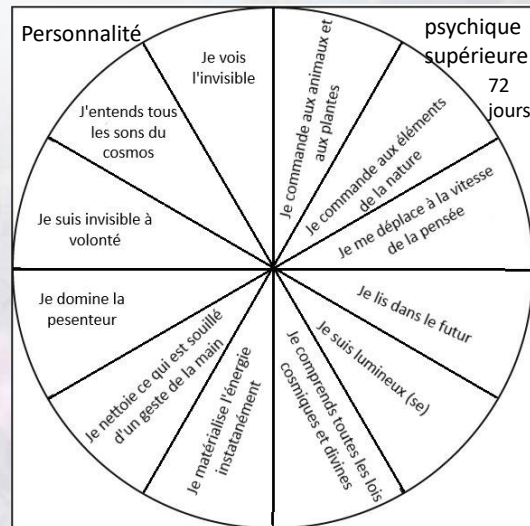 Personnalité
psychique
supérieure
72
jours
Je vois
l'invisible
Je commande aux animaux et
aux plantes
Je commande aux éléments
de la nature
Je me déplace à la vitesse
de la pensée
Je lis dans le futur
Je suis lumineux (se)
Je comprends toutes les lois
cosmiques et divines
Je matérialise l'énergie
instatanément
Je nettoie ce qui est souillé
d'un geste de la main
Je domine la
pesenteur
Je suis invisible à
volonté
J'entends tous
les sons du
cosmos